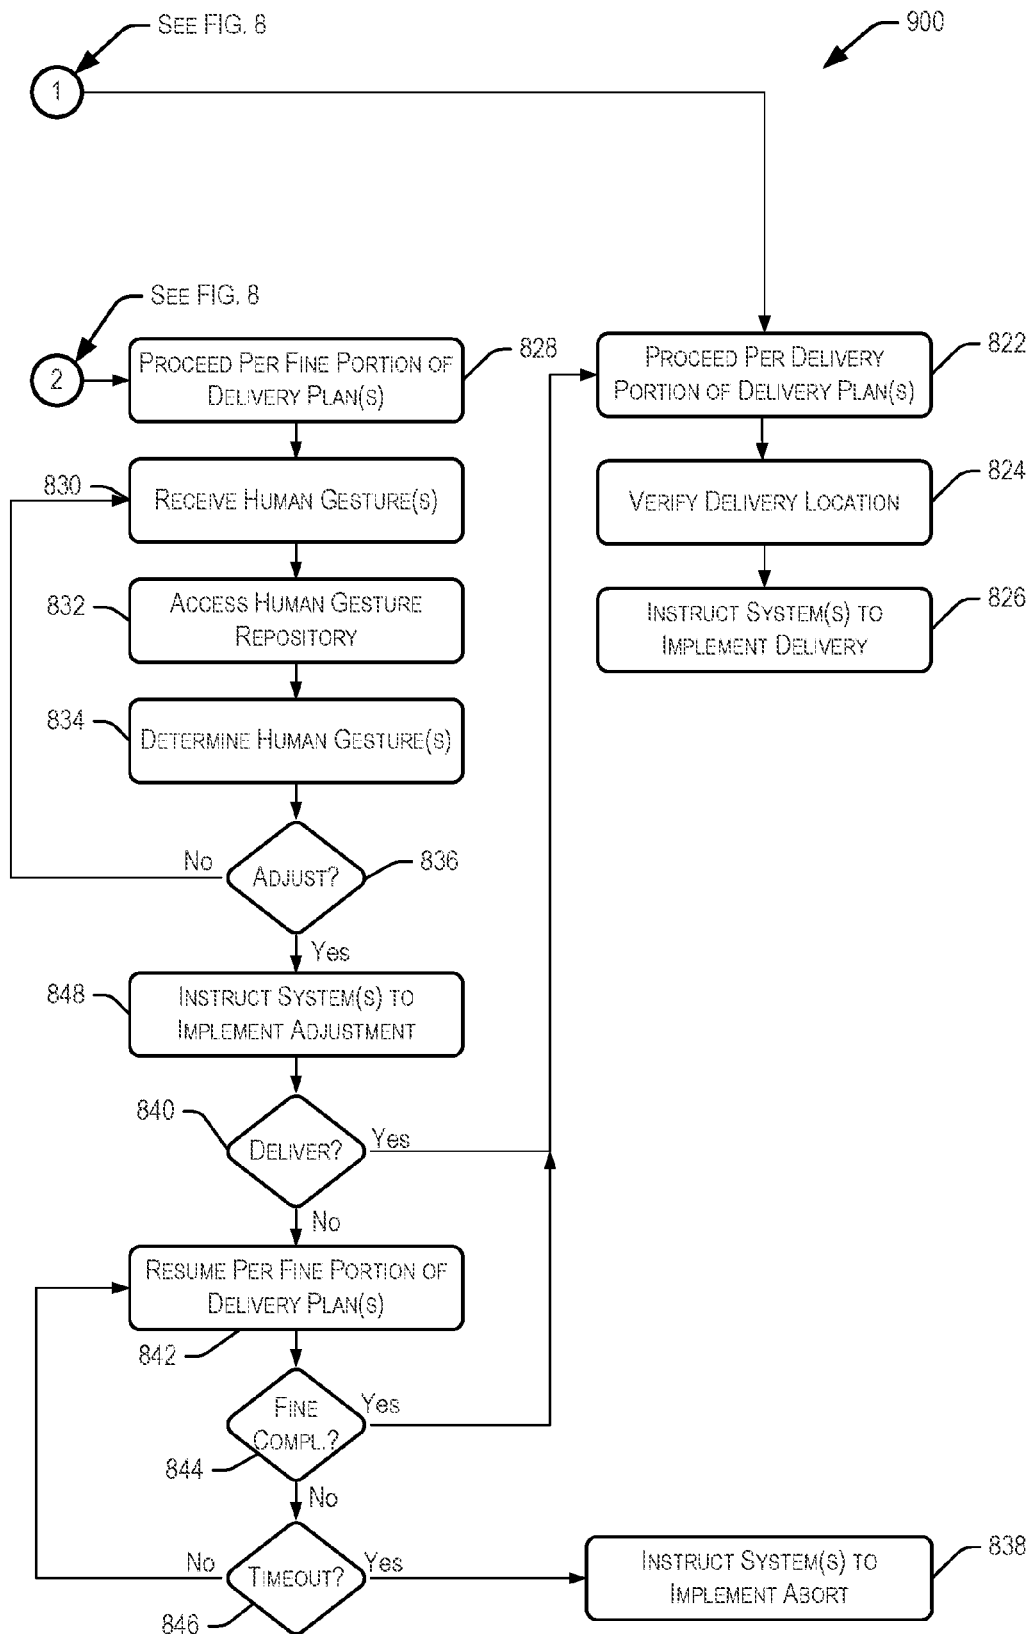 SEE FIG. 8
900
1
SEE FIG. 8
2
PROCEED PER FINE PORTION OF
DELIVERY PLAN(S)
828
PROCEED PER DELIVERY
PORTION OF DELIVERY PLAN(S)
822
830
RECEIVE HUMAN GESTURE(S)
VERIFY DELIVERY LOCATION
824
832
ACCESS HUMAN GESTURE
REPOSITORY
INSTRUCT SYSTEM(S) TO
IMPLEMENT DELIVERY
826
834
DETERMINE HUMAN GESTURE(S)
No
ADJUST?
836
Yes
848
INSTRUCT SYSTEM(S) TO
IMPLEMENT ADJUSTMENT
840
DELIVER?
Yes
No
RESUME PER FINE PORTION OF
DELIVERY PLAN(S)
842
FINE
COMPL.?
Yes
844
No
No
TIMEOUT?
Yes
846
INSTRUCT SYSTEM(S) TO
IMPLEMENT ABORT
838